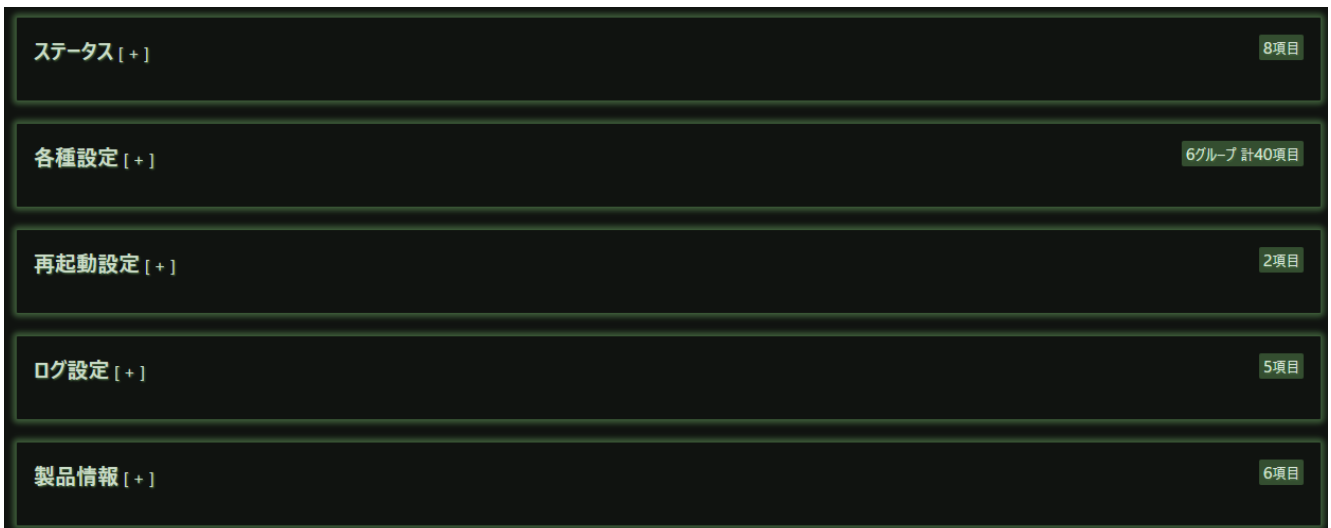 ステータス [ + ] 8項目
各種設定 [ + ] 6グループ 計40項目
再起動設定 [ + ] 2項目
ログ設定 [ + ] 5項目
製品情報 [ + ] 6項目